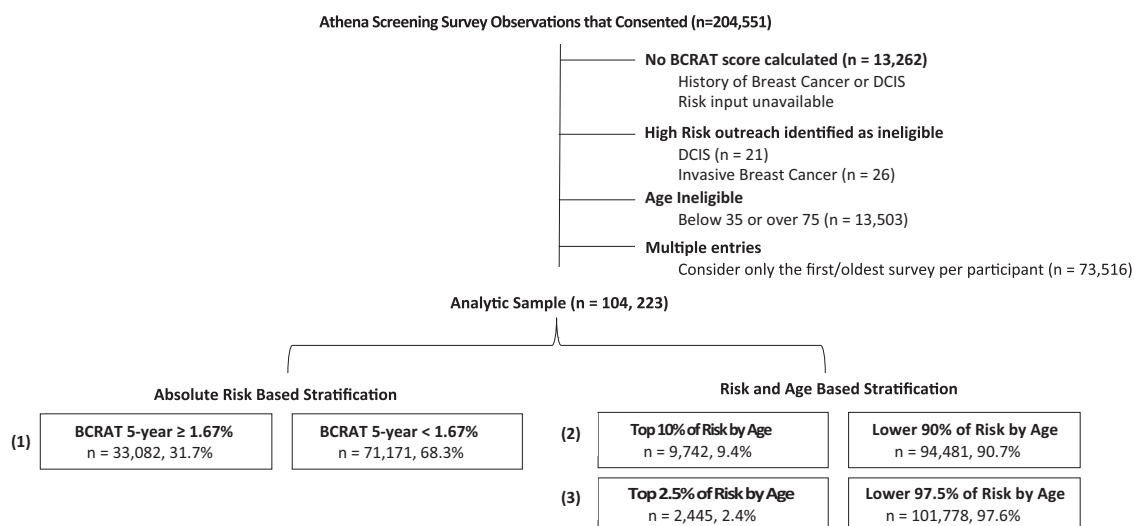 Athena Screening Survey Observations that Consented (n=204,551)
No BCRAT score calculated (n = 13,262)
History of Breast Cancer or DCIS
Risk input unavailable
High Risk outreach identified as ineligible
DCIS (n = 21)
Invasive Breast Cancer (n = 26)
Age Ineligible
Below 35 or over 75 (n = 13,503)
Multiple entries
Consider only the first/oldest survey per participant (n = 73,516)
Analytic Sample (n = 104, 223)
Absolute Risk Based Stratification
Risk and Age Based Stratification
(1)
BCRAT 5-year ≥ 1.67%
n = 33,082, 31.7%
BCRAT 5-year < 1.67%
n = 71,171, 68.3%
(2)
Top 10% of Risk by Age
n = 9,742, 9.4%
Lower 90% of Risk by Age
n = 94,481, 90.7%
(3)
Top 2.5% of Risk by Age
n = 2,445, 2.4%
Lower 97.5% of Risk by Age
n = 101,778, 97.6%